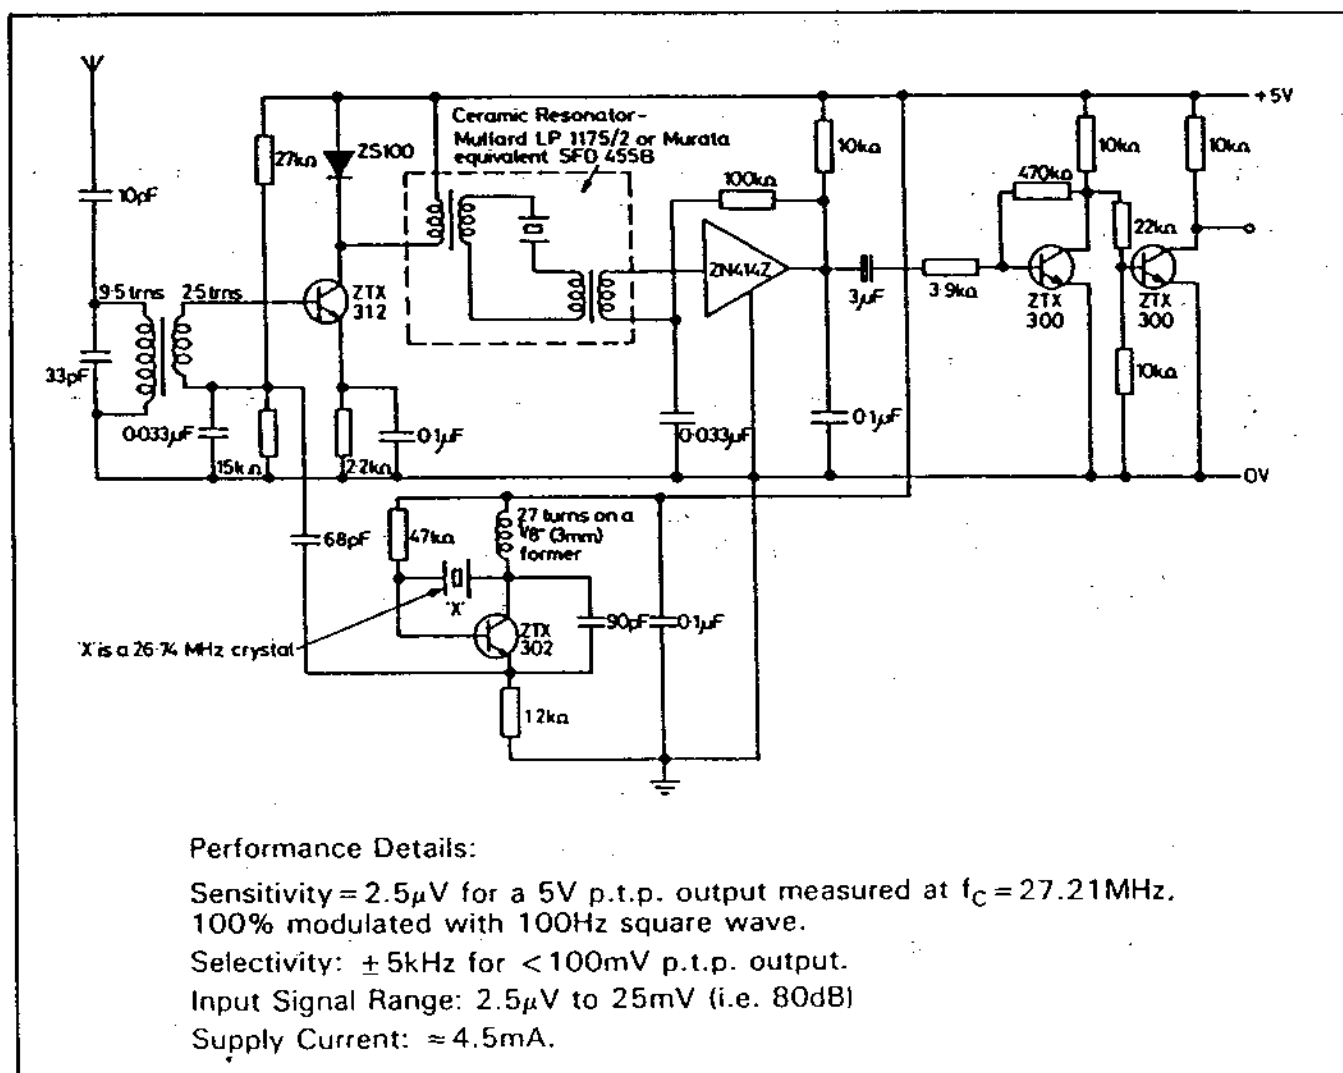 +5V
Ceramic Resonator-
Mullard LP 1175/2 or Murata
equivalent SFD 455B
ZS100
27kΩ
10kΩ
10kΩ
10kΩ
100kΩ
470kΩ
10pF
22kΩ
ZN414Z
9·5 trns
2·5 trns
ZTX
312
3µF
3·9kΩ
ZTX
300
ZTX
300
33pF
10kΩ
0·033µF
15kΩ
2·2kΩ
0·1µF
0·033µF
0·1µF
0V
27 turns on a
1/8" (3mm)
former
68pF
47kΩ
'X'
ZTX
302
90pF
0·1µF
'X' is a 26·74 MHz crystal
1·2kΩ
Performance Details:
Sensitivity = 2.5µV for a 5V p.t.p. output measured at fc = 27.21MHz,
100% modulated with 100Hz square wave.
Selectivity: ± 5kHz for < 100mV p.t.p. output.
Input Signal Range: 2.5µV to 25mV (i.e. 80dB)
Supply Current: ≈ 4.5mA.